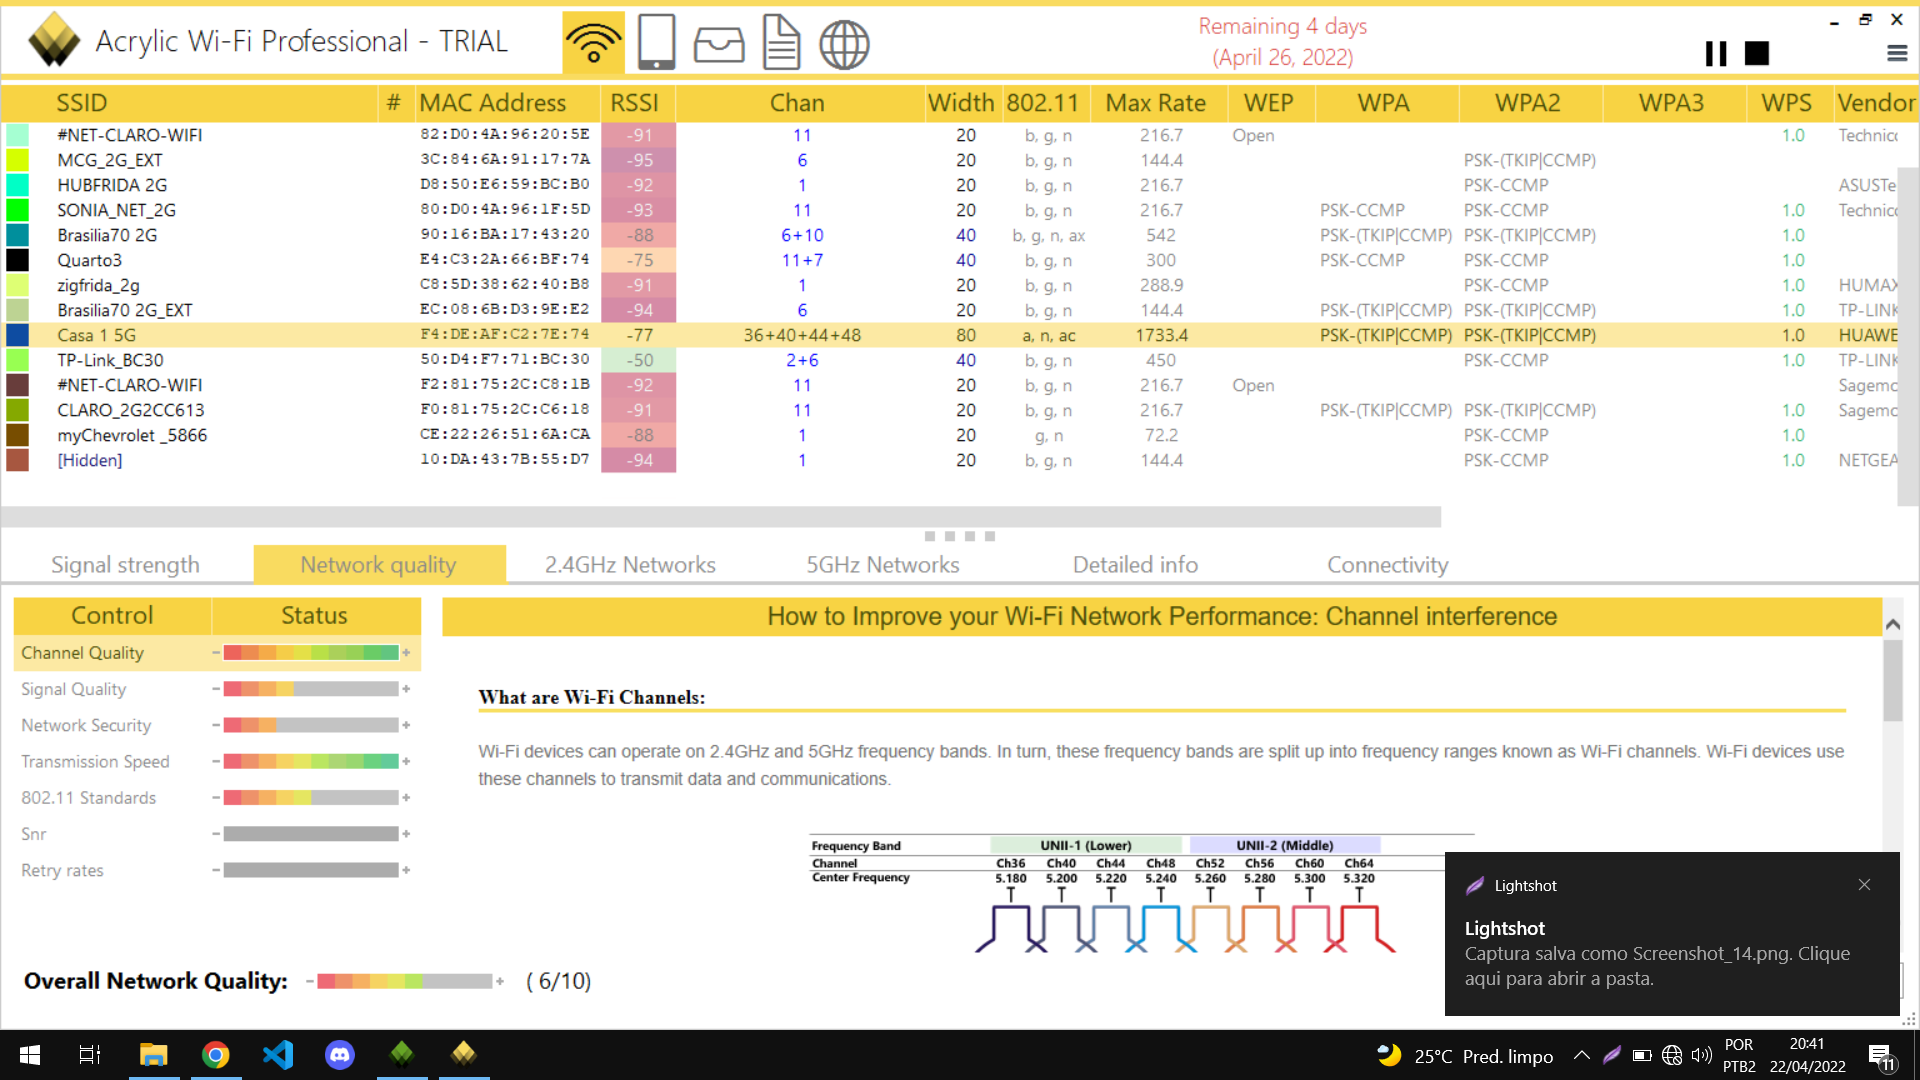 Acrylic Wi-Fi Professional - TRIAL
Remaining 4 days
(April 26, 2022)
SSID # MAC Address RSSI Chan Width 802.11 Max Rate WEP WPA WPA2 WPA3 WPS Vendor
#NET-CLARO-WIFI 82:D0:4A:96:20:5E -91 11 20 b, g, n 216.7 Open 1.0 Technicc
MCG_2G_EXT 3C:84:6A:91:17:7A -95 6 20 b, g, n 144.4 PSK-(TKIP|CCMP)
HUBFRIDA 2G D8:50:E6:59:BC:B0 -92 1 20 b, g, n 216.7 PSK-CCMP ASUSTe
SONIA_NET_2G 80:D0:4A:96:1F:5D -93 11 20 b, g, n 216.7 PSK-CCMP PSK-CCMP 1.0 Technicc
Brasilia70 2G 90:16:BA:17:43:20 -88 6+10 40 b, g, n, ax 542 PSK-(TKIP|CCMP) PSK-(TKIP|CCMP) 1.0
Quarto3 E4:C3:2A:66:BF:74 -75 11+7 40 b, g, n 300 PSK-CCMP PSK-CCMP 1.0
zigfrida_2g C8:5D:38:62:40:B8 -91 1 20 b, g, n 288.9 PSK-CCMP 1.0 HUMAX
Brasilia70 2G_EXT EC:08:6B:D3:9E:E2 -94 6 20 b, g, n 144.4 PSK-(TKIP|CCMP) PSK-(TKIP|CCMP) 1.0 TP-LINK
Casa 1 5G F4:DE:AF:C2:7E:74 -77 36+40+44+48 80 a, n, ac 1733.4 PSK-(TKIP|CCMP) PSK-(TKIP|CCMP) 1.0 HUAWE
TP-Link_BC30 50:D4:F7:71:BC:30 -50 2+6 40 b, g, n 450 PSK-CCMP 1.0 TP-LINK
#NET-CLARO-WIFI F2:81:75:2C:C8:1B -92 11 20 b, g, n 216.7 Open Sagemc
CLARO_2G2CC613 F0:81:75:2C:C6:18 -91 11 20 b, g, n 216.7 PSK-(TKIP|CCMP) PSK-(TKIP|CCMP) 1.0 Sagemc
myChevrolet _5866 CE:22:26:51:6A:CA -88 1 20 g, n 72.2 PSK-CCMP 1.0
[Hidden] 10:DA:43:7B:55:D7 -94 1 20 b, g, n 144.4 PSK-CCMP 1.0 NETGEA
Signal strength Network quality 2.4GHz Networks 5GHz Networks Detailed info Connectivity
Control Status
Channel Quality - +
Signal Quality - +
Network Security - +
Transmission Speed - +
802.11 Standards - +
Snr - +
Retry rates - +
Overall Network Quality: - + ( 6/10)
How to Improve your Wi-Fi Network Performance: Channel interference
What are Wi-Fi Channels:
Wi-Fi devices can operate on 2.4GHz and 5GHz frequency bands. In turn, these frequency bands are split up into frequency ranges known as Wi-Fi channels. Wi-Fi devices use
these channels to transmit data and communications.
Frequency Band UNII-1 (Lower) UNII-2 (Middle)
Channel Ch36 Ch40 Ch44 Ch48 Ch52 Ch56 Ch60 Ch64
Center Frequency 5.180 5.200 5.220 5.240 5.260 5.280 5.300 5.320
Lightshot
Lightshot
Captura salva como Screenshot_14.png. Clique
aqui para abrir a pasta.
25°C Pred. limpo
POR
PTB2
20:41
22/04/2022
11